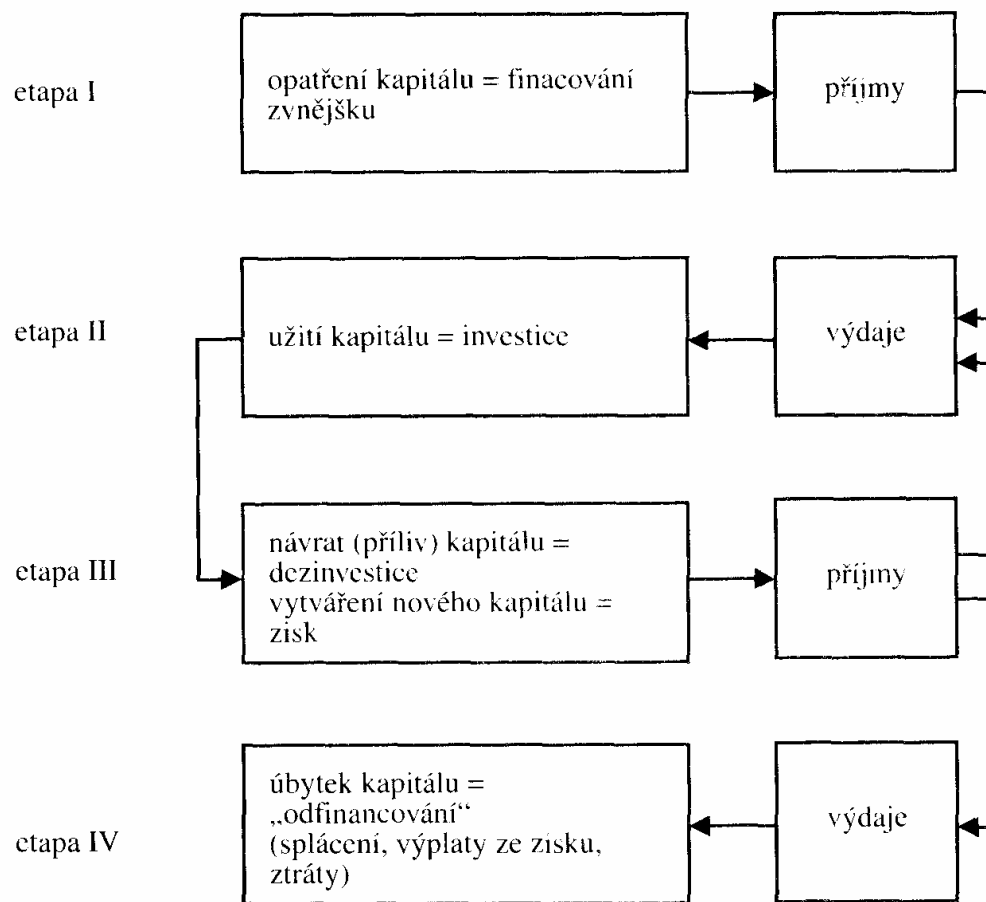 etapa I
opatření kapitálu = finacování
zvnějšku
příjmy
etapa II
užití kapitálu = investice
výdaje
etapa III
návrat (příliv) kapitálu =
dezinvestice
vytváření nového kapitálu =
zisk
příjmy
etapa IV
úbytek kapitálu =
„odfinancování“
(splácení, výplaty ze zisku,
ztráty)
výdaje